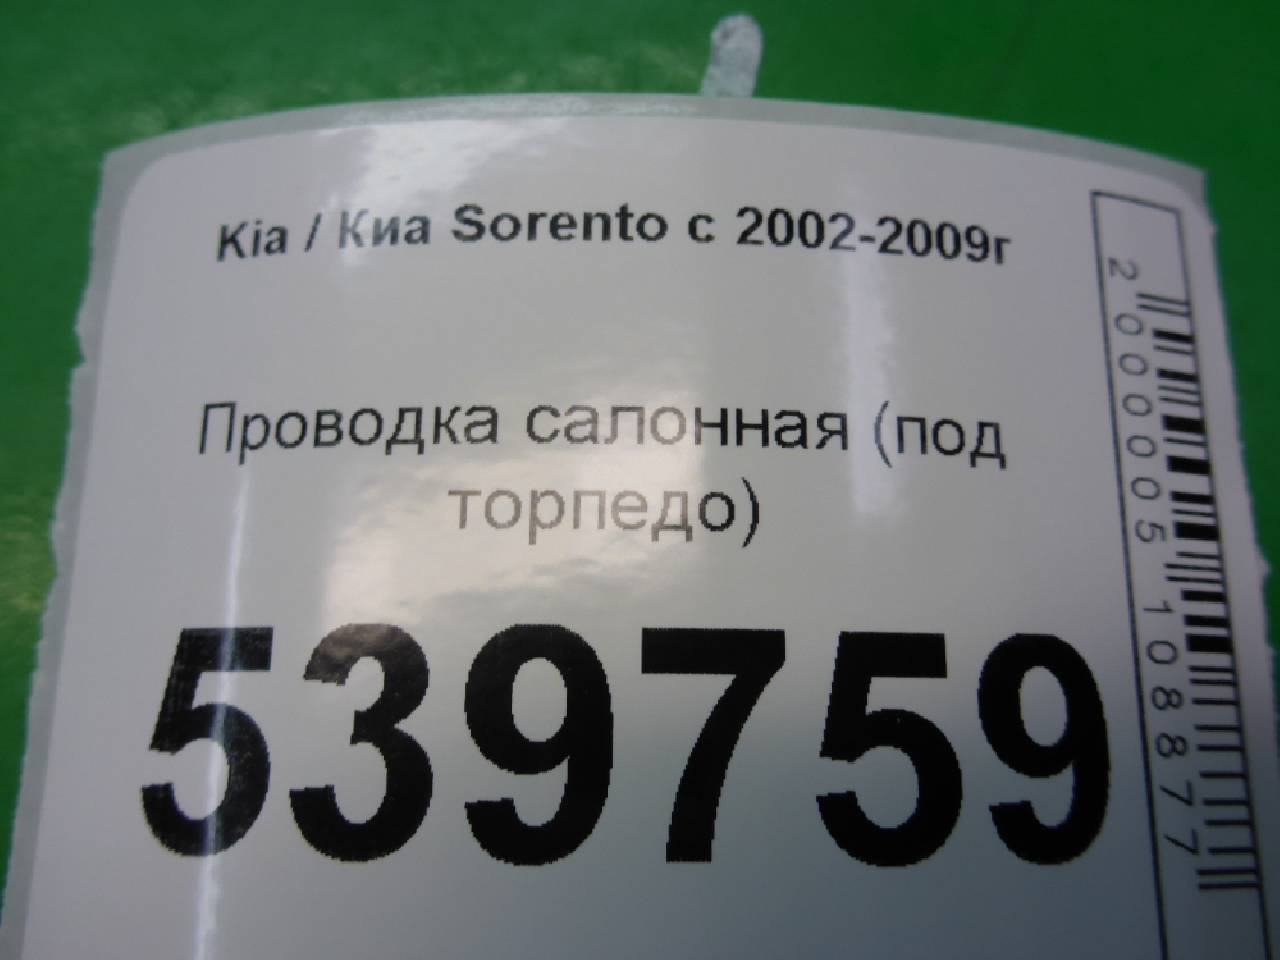 Kia / Киа Sorento с 2002-2009г
Проводка салонная (под
торпедо)
539759
2000005108877